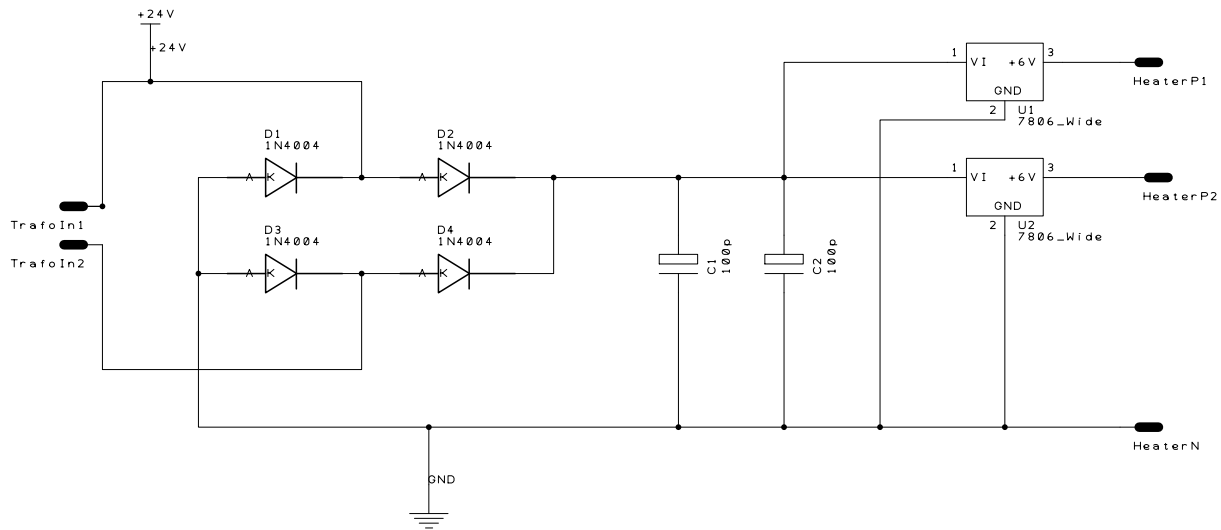 +24V
+24V
1
VI
+6V
3
GND
2
U1
7806_Wide
HeaterP1
D1
1N4004
A
K
D2
1N4004
A
K
1
VI
+6V
3
GND
2
U2
7806_Wide
HeaterP2
TrafoIn1
TrafoIn2
D3
1N4004
A
K
D4
1N4004
A
K
C1
100p
C2
100p
HeaterN
GND